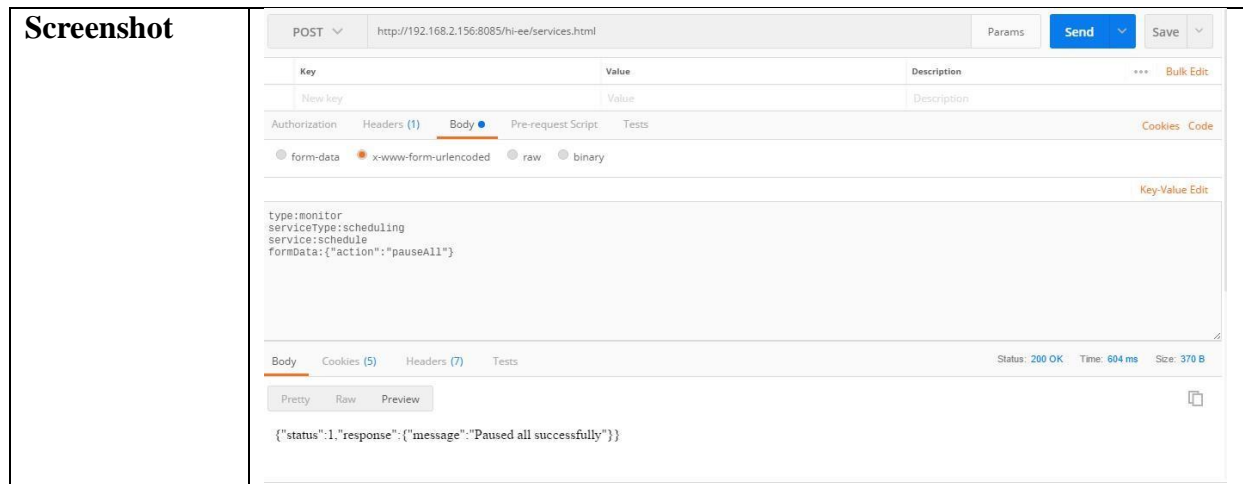 Screenshot
POST http://192.168.2.156:8085/hi-ee/services.html Params Send Save
Key Value Description ••• Bulk Edit
New key Value Description
Authorization Headers (1) Body Pre-request Script Tests Cookies Code
form-data x-www-form-urlencoded raw binary
Key-Value Edit
type:monitor
serviceType:scheduling
service:schedule
formData:{"action":"pauseAll"}
Body Cookies (5) Headers (7) Tests Status: 200 OK Time: 604 ms Size: 370 B
Pretty Raw Preview
{"status":1,"response":{"message":"Paused all successfully"}}